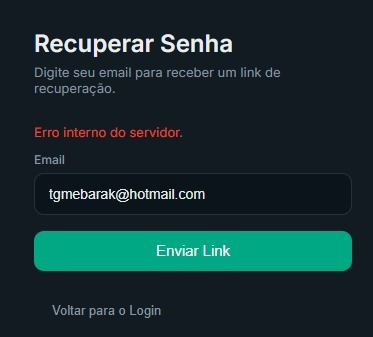 Recuperar Senha
Digite seu email para receber um link de
recuperação.
Erro interno do servidor.
Email
tgmebarak@hotmail.com
Enviar Link
Voltar para o Login